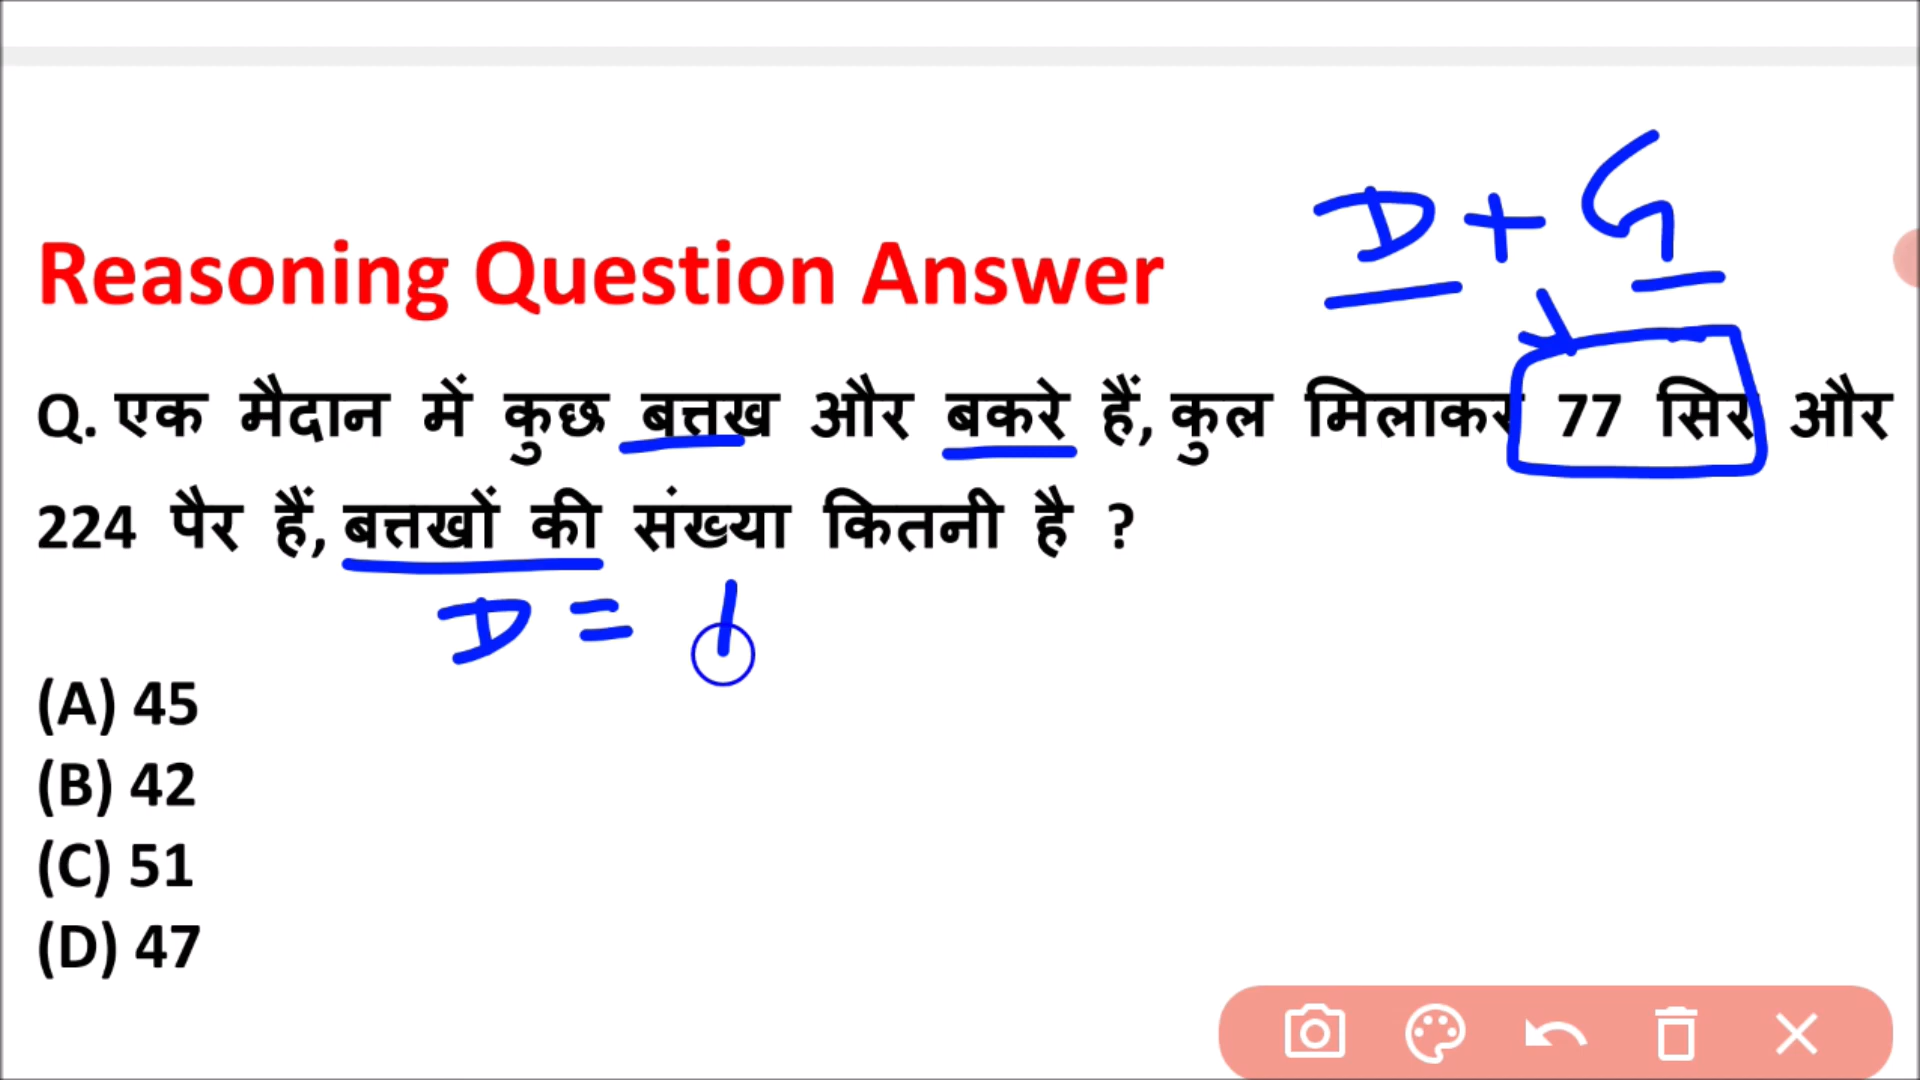 D + G
Reasoning Question Answer
Q. एक मैदान में कुछ बत्तख और बकरे हैं, कुल मिलाकर 77 सिर और
224 पैर हैं, बत्तखों की संख्या कितनी है ?
D =
(A) 45
(B) 42
(C) 51
(D) 47